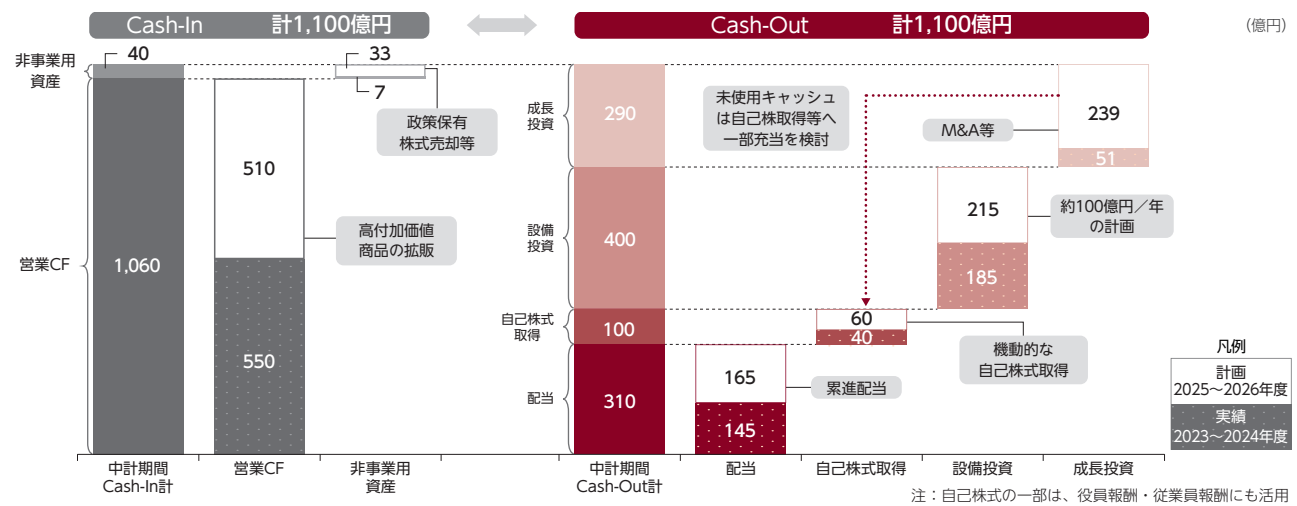 Cash-In 計1,100億円
Cash-Out 計1,100億円
(億円)
非事業用
資産
40
営業CF
1,060
510
550
33
7
政策保有
株式売却等
高付加価値
商品の拡販
中計期間
Cash-In計
営業CF
非事業用
資産
成長
投資
290
設備
投資
400
自己株式
取得
100
配当
310
未使用キャッシュ
は自己株取得等へ
一部充当を検討
M&A等
239
51
215
185
約100億円／年
の計画
60
40
機動的な
自己株式取得
165
145
累進配当
中計期間
Cash-Out計
配当
自己株式取得
設備投資
成長投資
凡例
計画
2025～2026年度
実績
2023～2024年度
注：自己株式の一部は、役員報酬・従業員報酬にも活用